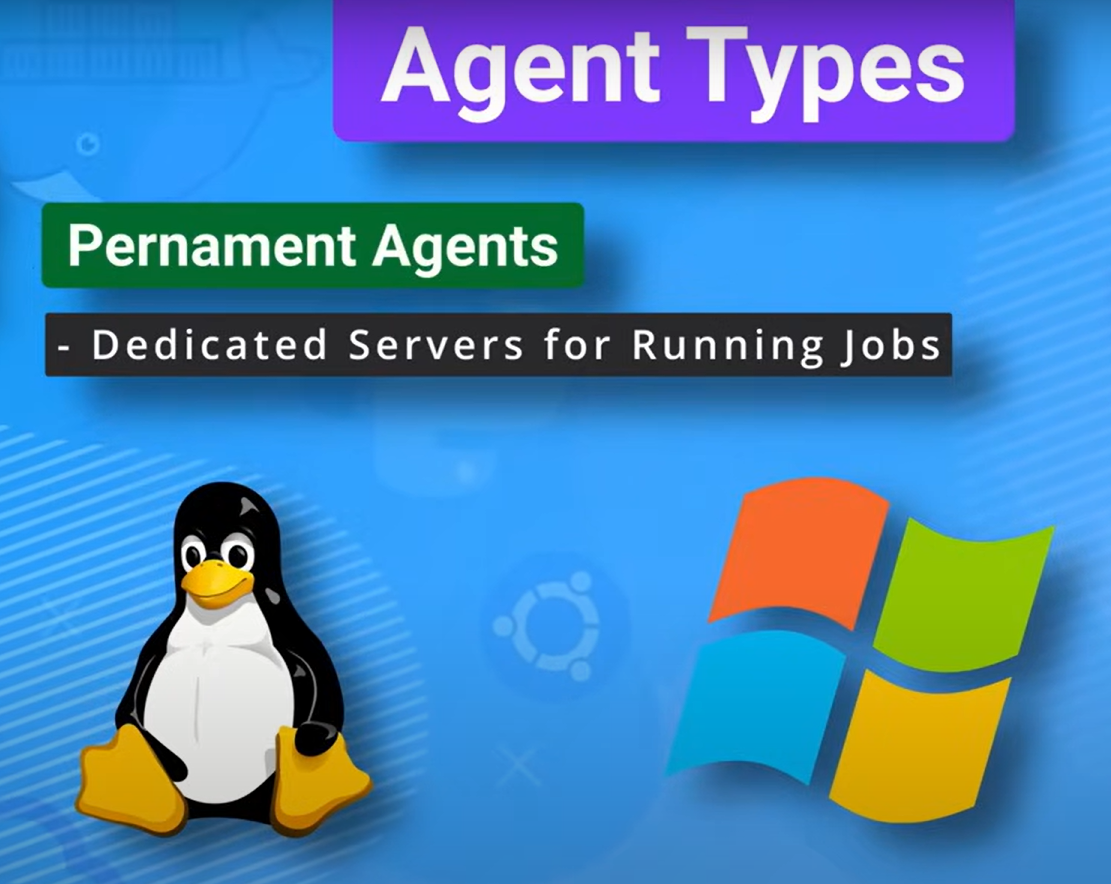 Agent Types
Pernament Agents
- Dedicated Servers for Running Jobs